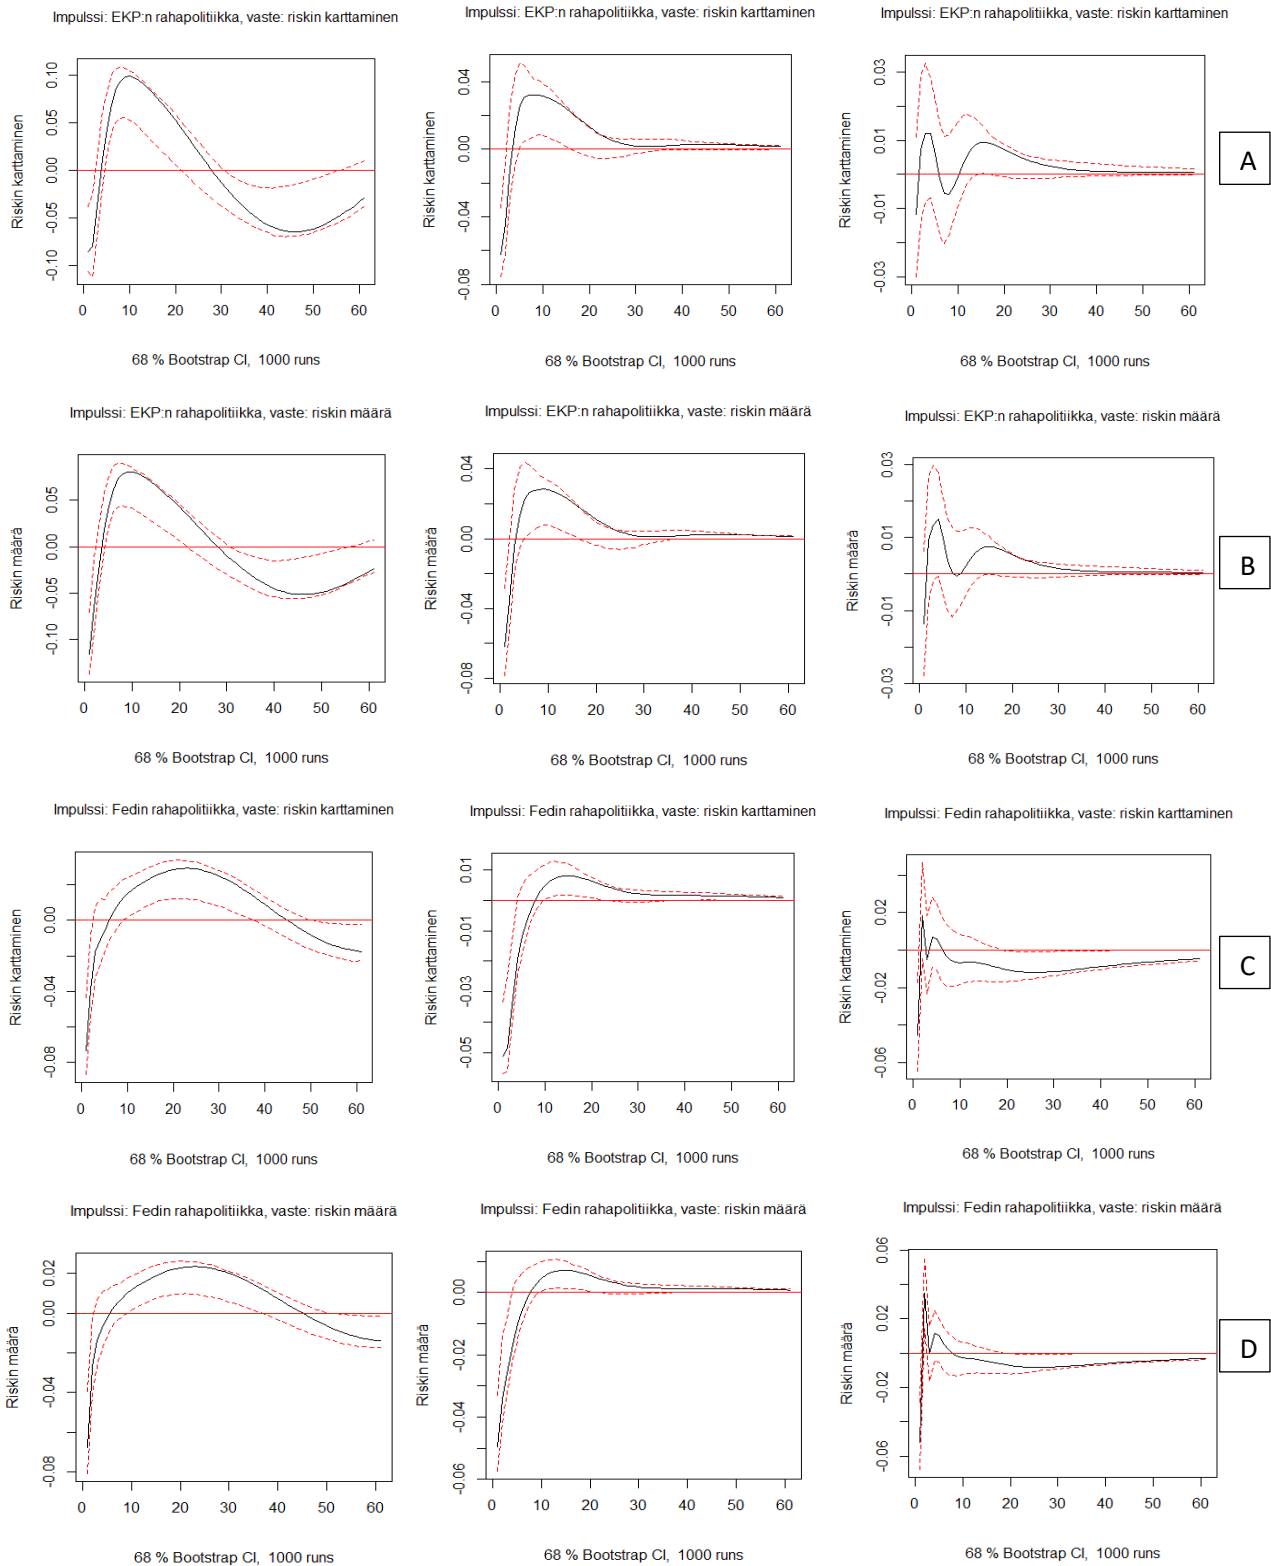 Impulssi: EKP:n rahapolitiikka, vaste: riskin karttaminen
Riskin karttaminen
0.10
0.05
0.00
-0.05
-0.10
0 10 20 30 40 50 60
68 % Bootstrap CI, 1000 runs
Impulssi: EKP:n rahapolitiikka, vaste: riskin karttaminen
Riskin karttaminen
0.04
0.00
-0.04
-0.08
0 10 20 30 40 50 60
68 % Bootstrap CI, 1000 runs
Impulssi: EKP:n rahapolitiikka, vaste: riskin karttaminen
Riskin karttaminen
0.03
0.01
-0.01
-0.03
0 10 20 30 40 50 60
68 % Bootstrap CI, 1000 runs
A
Impulssi: EKP:n rahapolitiikka, vaste: riskin määrä
Riskin määrä
0.05
0.00
-0.05
-0.10
0 10 20 30 40 50 60
68 % Bootstrap CI, 1000 runs
Impulssi: EKP:n rahapolitiikka, vaste: riskin määrä
Riskin määrä
0.04
0.00
-0.04
-0.08
0 10 20 30 40 50 60
68 % Bootstrap CI, 1000 runs
Impulssi: EKP:n rahapolitiikka, vaste: riskin määrä
Riskin määrä
0.03
0.01
-0.01
-0.03
0 10 20 30 40 50 60
68 % Bootstrap CI, 1000 runs
B
Impulssi: Fedin rahapolitiikka, vaste: riskin karttaminen
Riskin karttaminen
0.00
-0.04
-0.08
0 10 20 30 40 50 60
68 % Bootstrap CI, 1000 runs
Impulssi: Fedin rahapolitiikka, vaste: riskin karttaminen
Riskin karttaminen
0.01
-0.01
-0.03
-0.05
0 10 20 30 40 50 60
68 % Bootstrap CI, 1000 runs
Impulssi: Fedin rahapolitiikka, vaste: riskin karttaminen
Riskin karttaminen
0.02
-0.02
-0.06
0 10 20 30 40 50 60
68 % Bootstrap CI, 1000 runs
C
Impulssi: Fedin rahapolitiikka, vaste: riskin määrä
Riskin määrä
0.02
0.00
-0.04
-0.08
0 10 20 30 40 50 60
68 % Bootstrap CI, 1000 runs
Impulssi: Fedin rahapolitiikka, vaste: riskin määrä
Riskin määrä
0.00
-0.02
-0.04
-0.06
0 10 20 30 40 50 60
68 % Bootstrap CI, 1000 runs
Impulssi: Fedin rahapolitiikka, vaste: riskin määrä
Riskin määrä
0.06
0.02
-0.02
-0.06
0 10 20 30 40 50 60
68 % Bootstrap CI, 1000 runs
D